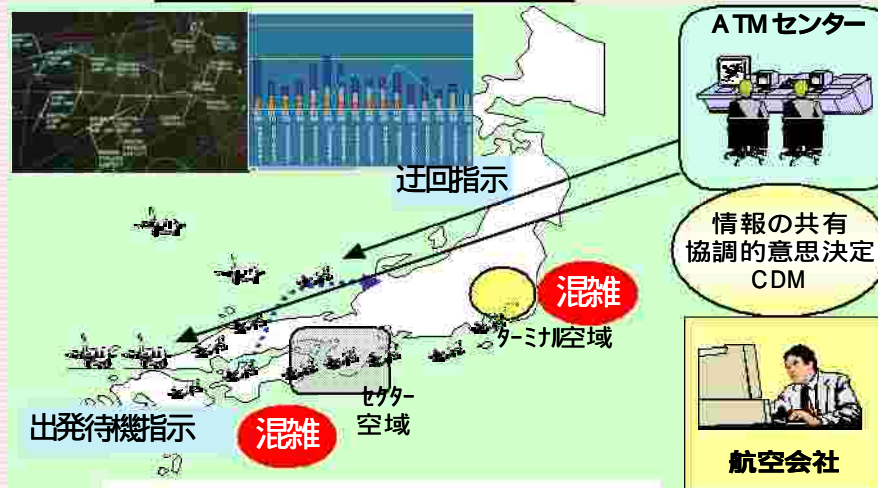 ATMセンター
迂回指示
情報の共有
協調的意思決定
CDM
混雑
ターミナル空域
セクター
空域
出発待機指示
混雑
航空会社